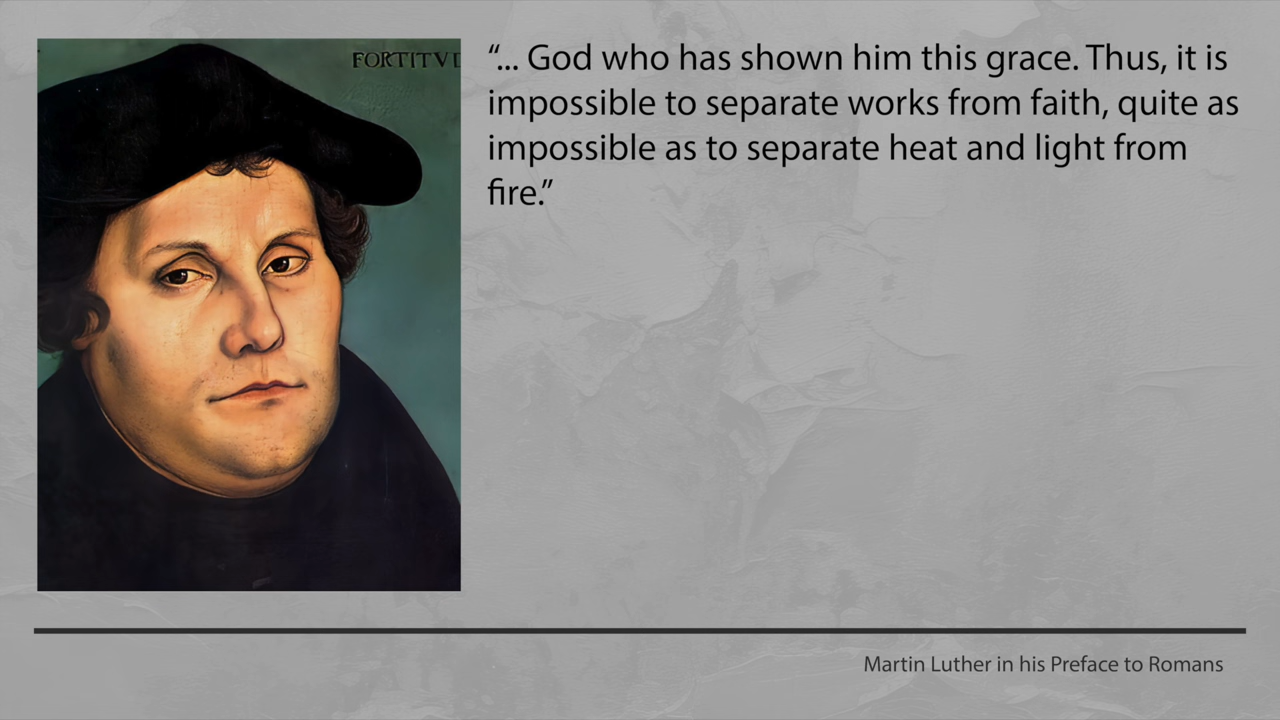 FORTITVD
“... God who has shown him this grace. Thus, it is
impossible to separate works from faith, quite as
impossible as to separate heat and light from
fire.”
Martin Luther in his Preface to Romans